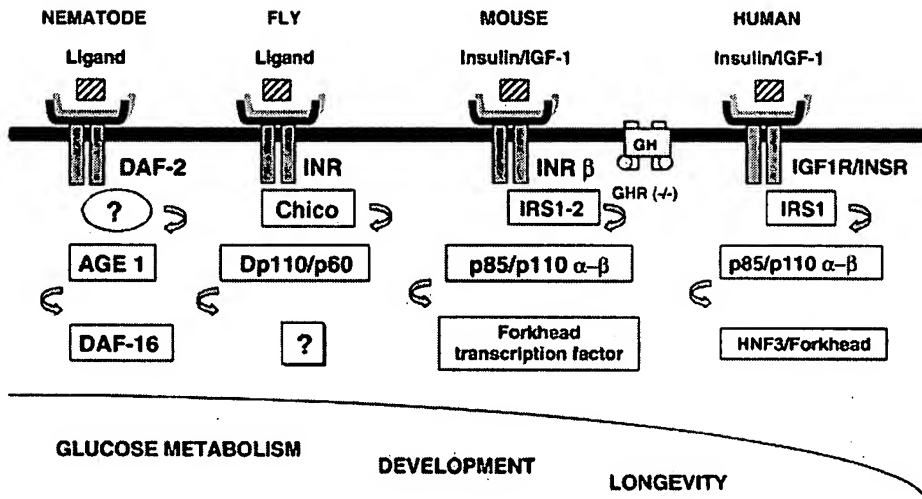 NEMATODE FLY MOUSE HUMAN
Ligand Ligand Insulin/IGF-1 Insulin/IGF-1
GH
DAF-2 INR INR β GHR (-/-) IGF1R/INSR
? Chico IRS1-2 IRS1
AGE 1 Dp110/p60 p85/p110 α-β p85/p110 α-β
DAF-16 ? Forkhead
transcription factor HNF3/Forkhead
GLUCOSE METABOLISM
DEVELOPMENT
LONGEVITY